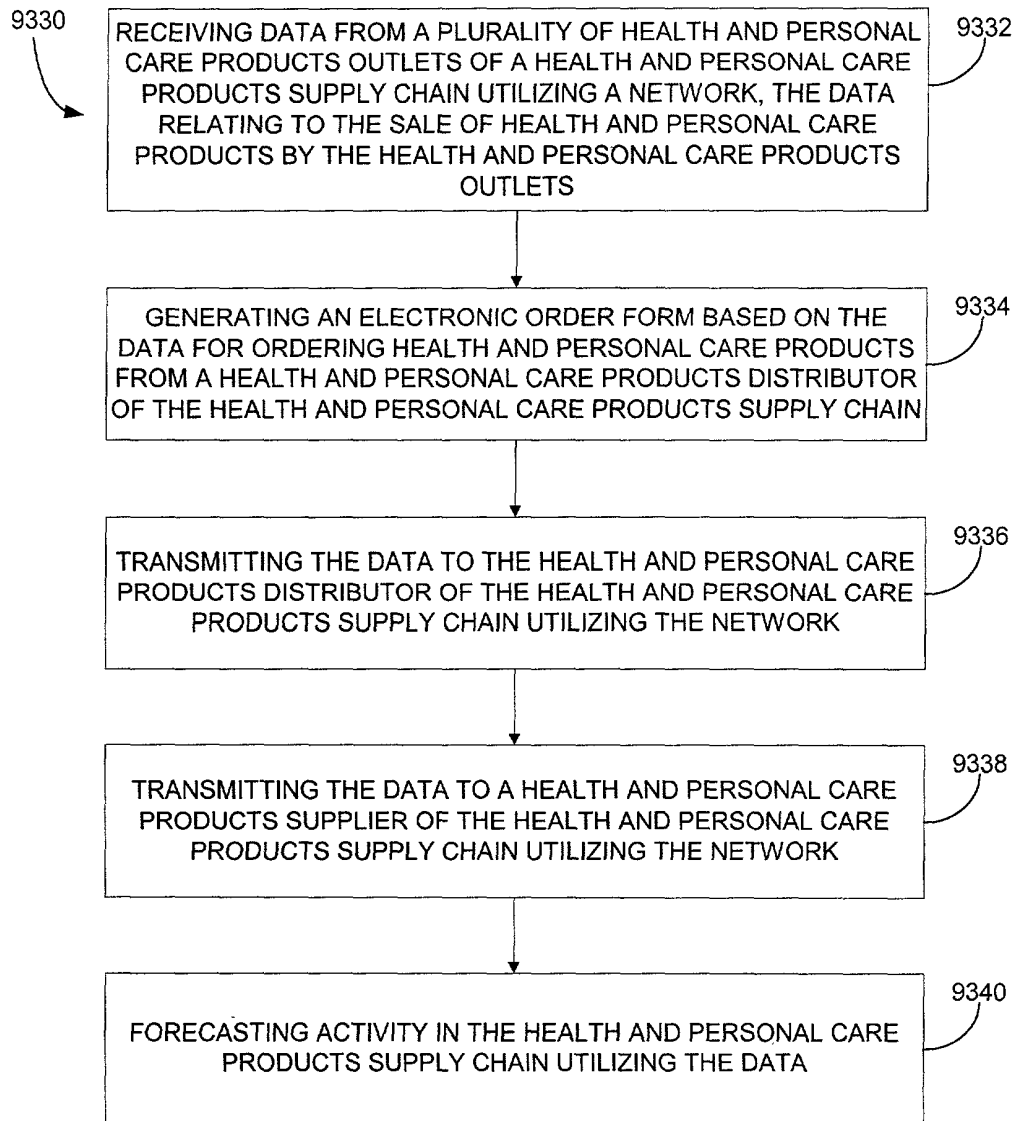 9330
9332
RECEIVING DATA FROM A PLURALITY OF HEALTH AND PERSONAL
CARE PRODUCTS OUTLETS OF A HEALTH AND PERSONAL CARE
PRODUCTS SUPPLY CHAIN UTILIZING A NETWORK, THE DATA
RELATING TO THE SALE OF HEALTH AND PERSONAL CARE
PRODUCTS BY THE HEALTH AND PERSONAL CARE PRODUCTS
OUTLETS
9334
GENERATING AN ELECTRONIC ORDER FORM BASED ON THE
DATA FOR ORDERING HEALTH AND PERSONAL CARE PRODUCTS
FROM A HEALTH AND PERSONAL CARE PRODUCTS DISTRIBUTOR
OF THE HEALTH AND PERSONAL CARE PRODUCTS SUPPLY CHAIN
9336
TRANSMITTING THE DATA TO THE HEALTH AND PERSONAL CARE
PRODUCTS DISTRIBUTOR OF THE HEALTH AND PERSONAL CARE
PRODUCTS SUPPLY CHAIN UTILIZING THE NETWORK
9338
TRANSMITTING THE DATA TO A HEALTH AND PERSONAL CARE
PRODUCTS SUPPLIER OF THE HEALTH AND PERSONAL CARE
PRODUCTS SUPPLY CHAIN UTILIZING THE NETWORK
9340
FORECASTING ACTIVITY IN THE HEALTH AND PERSONAL CARE
PRODUCTS SUPPLY CHAIN UTILIZING THE DATA